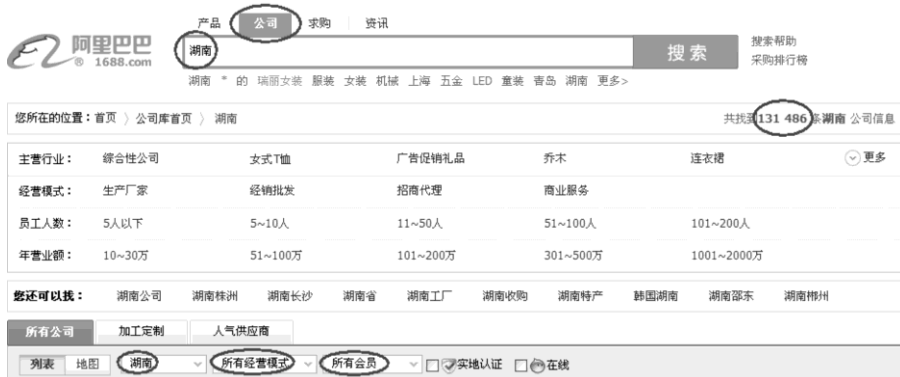 产品 公司 求购 资讯
阿里巴巴 湖南 搜索 搜索帮助
® 1688.com 采购排行榜
湖南 * 的 瑞丽女装 服装 女装 机械 上海 五金 LED 童装 青岛 湖南 更多>
您所在的位置：首页 〉 公司库首页 〉 湖南 共找到131 486条湖南 公司信息
主营行业： 综合性公司 女式T恤 广告促销礼品 乔木 连衣裙 更多
经营模式： 生产厂家 经销批发 招商代理 商业服务
员工人数： 5人以下 5~10人 11~50人 51~100人 101~200人
年营业额： 10~30万 51~100万 101~200万 301~500万 1001~2000万
您还可以找： 湖南公司 湖南株洲 湖南长沙 湖南省 湖南工厂 湖南收购 湖南特产 韩国湖南 湖南邵东 湖南郴州
所有公司 加工定制 人气供应商
列表 地图 湖南 所有经营模式 所有会员 实地认证 在线